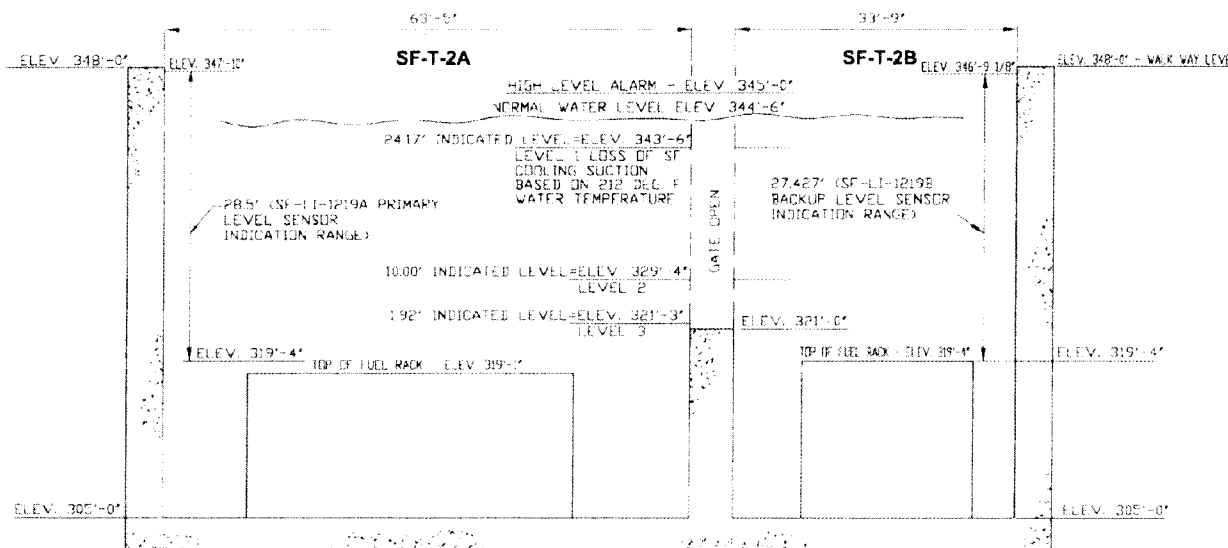 63'-9"
33'-9"
ELEV. 348'-0"
ELEV. 347'-10"
SF-T-2A
SF-T-2B
ELEV. 346'-9 1/8"
ELEV. 348'-0" - WALK WAY LEVE
HIGH LEVEL ALARM - ELEV 345'-0"
NORMAL WATER LEVEL ELEV 344'-6"
24.17' INDICATED LEVEL=ELEV. 343'-6"
LEVEL 1 LOSS OF SF
COOLING SUCTION
BASED ON 212 DEG. F
WATER TEMPERATURE
28.5' (SF-LI-1219A PRIMARY
LEVEL SENSOR
INDICATION RANGE)
GATE OPEN
27.427' (SF-LI-1219B
BACKUP LEVEL SENSOR
INDICATION RANGE)
10.00' INDICATED LEVEL=ELEV 329'-4"
LEVEL 2
1.92' INDICATED LEVEL=ELEV. 321'-3"
LEVEL 3
ELEV. 321'-0"
ELEV. 319'-4"
TOP OF FUEL RACK - ELEV 319'-1"
TOP OF FUEL RACK - ELEV. 319'-4"
ELEV. 319'-4"
ELEV. 305'-0"
ELEV. 305'-0"